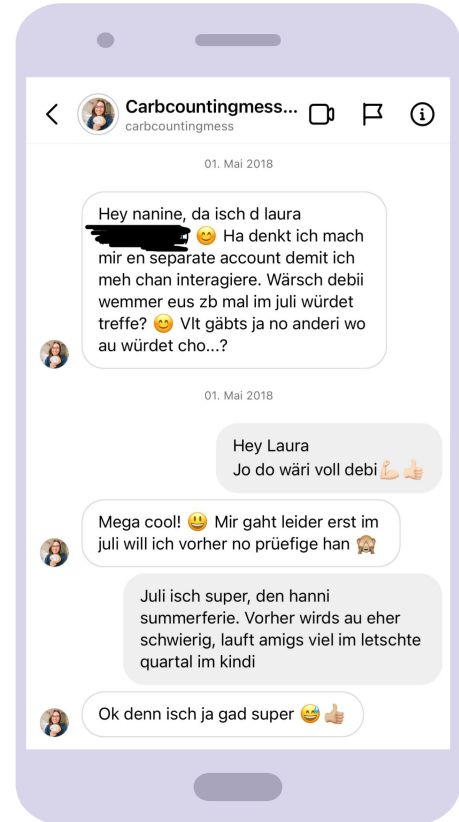 Carbcountingmess...
carbcountingmess
01. Mai 2018
Hey nanine, da isch d laura
😊 Ha denkt ich mach
mir en separate account demit ich
meh chan interagiere. Wärsch debii
wemmer eus zb mal im juli würdet
treffe? 😊 Vlt gäbts ja no anderi wo
au würdet cho...?
01. Mai 2018
Hey Laura
Jo do wäri voll debi💪🏻👍🏻
Mega cool! 😃 Mir gaht leider erst im
juli will ich vorher no prüefige han 🙈
Juli isch super, den hanni
summerferie. Vorher wirds au eher
schwierig, lauft amigs viel im letschte
quartal im kindi
Ok denn isch ja gad super 😅👍🏼